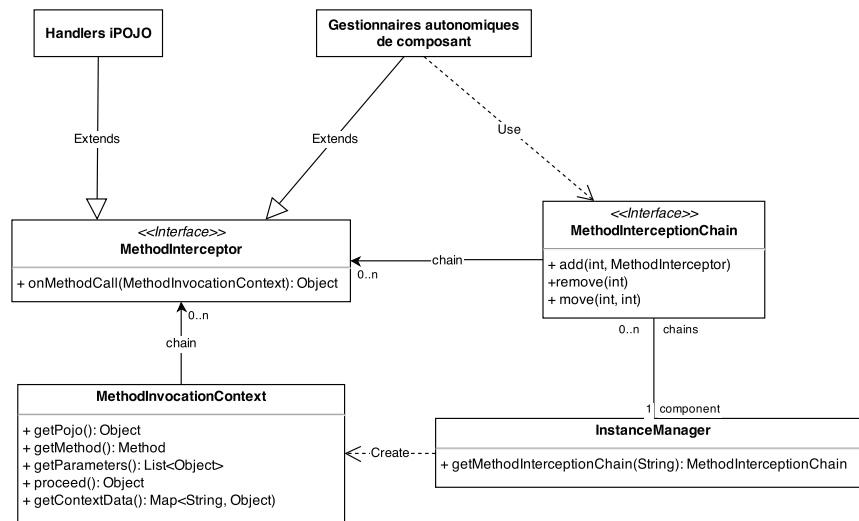 Handlers iPOJO
Gestionnaires autonomiques
de composant
Extends
Extends
Use
<<Interface>>
MethodInterceptor
+ onMethodCall(MethodInvocationContext): Object
<<Interface>>
MethodInterceptionChain
+ add(int, MethodInterceptor)
+remove(int)
+ move(int, int)
chain
0..n
0..n
chain
0..n
chains
MethodInvocationContext
+ getPojo(): Object
+ getMethod(): Method
+ getParameters(): List<Object>
+ proceed(): Object
+ getContextData(): Map<String, Object)
Create
1
component
InstanceManager
+ getMethodInterceptionChain(String): MethodInterceptionChain